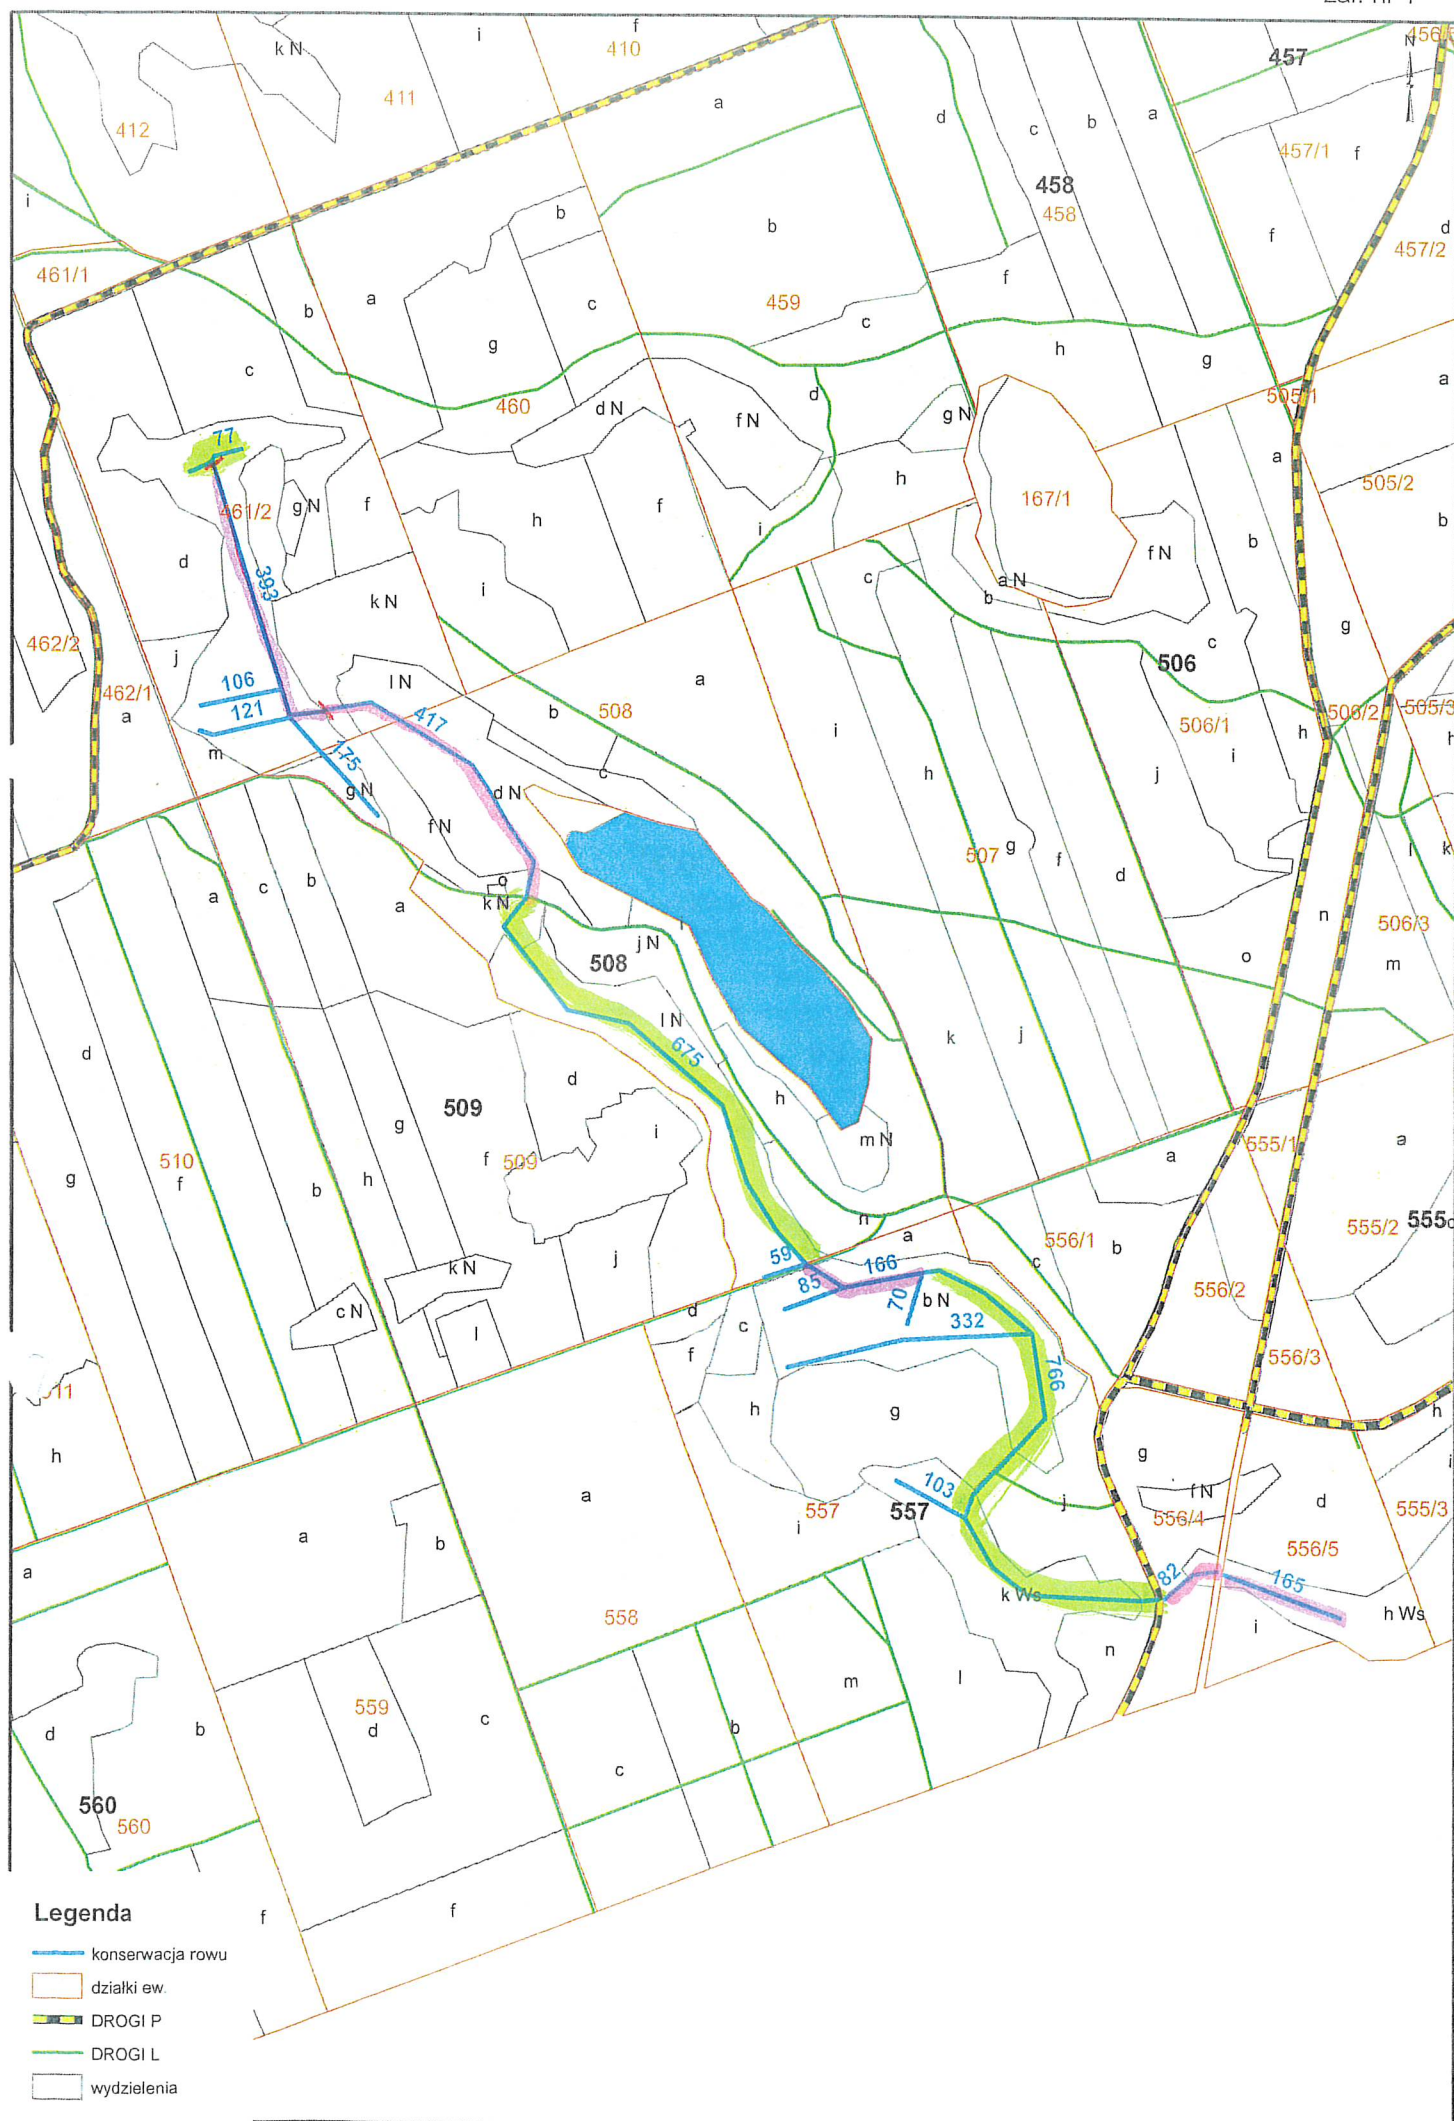 k N
i
f
410
457
N
411
a
412
d
c
b
a
457/1
f
458
458
i
b
b
f
d
457/2
461/1
f
a
c
459
b
c
g
h
g
c
a
460
d N
d
505/1
f N
g N
77
a
505/2
h
461/2
g N
f
h
f
167/1
i
b
b
f N
d
393
c
a N
i
k N
b
c
g
462/2
j
506
a
l N
106
462/1
508
506/2
505/3
a
121
b
417
506/1
h
h
i
i
m
175
h
j
c
g N
d N
f N
g
507
f
l
k
d
o
c
b
a
a
k N
n
506/3
j N
508
o
m
l N
k
j
d
675
d
h
509
g
i
m N
a
555/1
510
f
509
a
g
f
b
h
n
555/2
555
a
556/1
b
59
j
c
166
k N
85
556/2
70
b N
c N
d
332
c
l
f
556/3
766
h
h
g
g
h
103
i
a
j
f N
d
557
557
556/4
555/3
i
a
b
556/5
a
82
165
k Ws
558
h Ws
i
n
m
l
559
d
b
d
c
b
c
560
560
f
f
Legenda
konserwacja rowu
działki ew.
DROGI P
DROGI L
wydzielenia